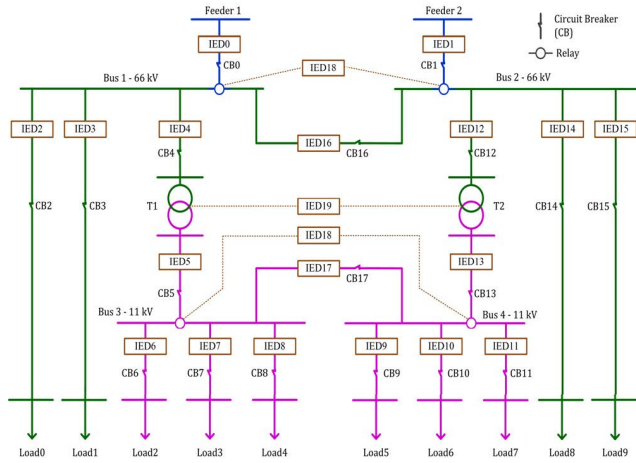 Feeder 1
Feeder 2
Circuit Breaker
(CB)
Relay
IED0
IED1
CB0
IED18
CB1
Bus 1 - 66 kV
Bus 2 - 66 kV
IED2
IED3
IED4
IED16
IED12
IED14
IED15
CB4
CB16
CB12
CB2
CB3
T1
IED19
T2
CB14
CB15
IED18
IED5
IED17
IED13
CB5
CB17
CB13
Bus 3 - 11 kV
Bus 4 - 11 kV
IED6
IED7
IED8
IED9
IED10
IED11
CB6
CB7
CB8
CB9
CB10
CB11
Load0
Load1
Load2
Load3
Load4
Load5
Load6
Load7
Load8
Load9